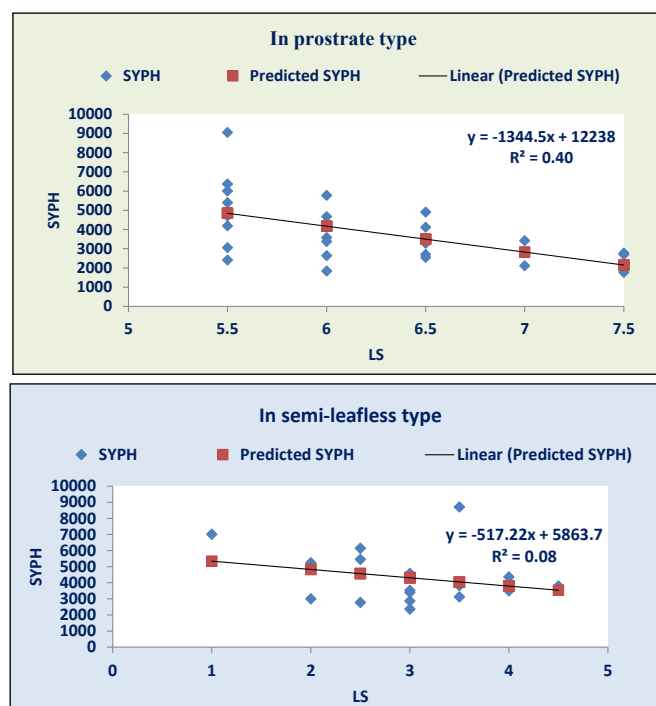 In prostrate type
SYPH Predicted SYPH Linear (Predicted SYPH)
y = -1344.5x + 12238
R² = 0.40
10000
9000
8000
7000
6000
5000
4000
3000
2000
1000
0
SYPH
5 5.5 6 6.5 7 7.5
LS
In semi-leafless type
SYPH Predicted SYPH Linear (Predicted SYPH)
y = -517.22x + 5863.7
R² = 0.08
10000
9000
8000
7000
6000
5000
4000
3000
2000
1000
0
SYPH
0 1 2 3 4 5
LS